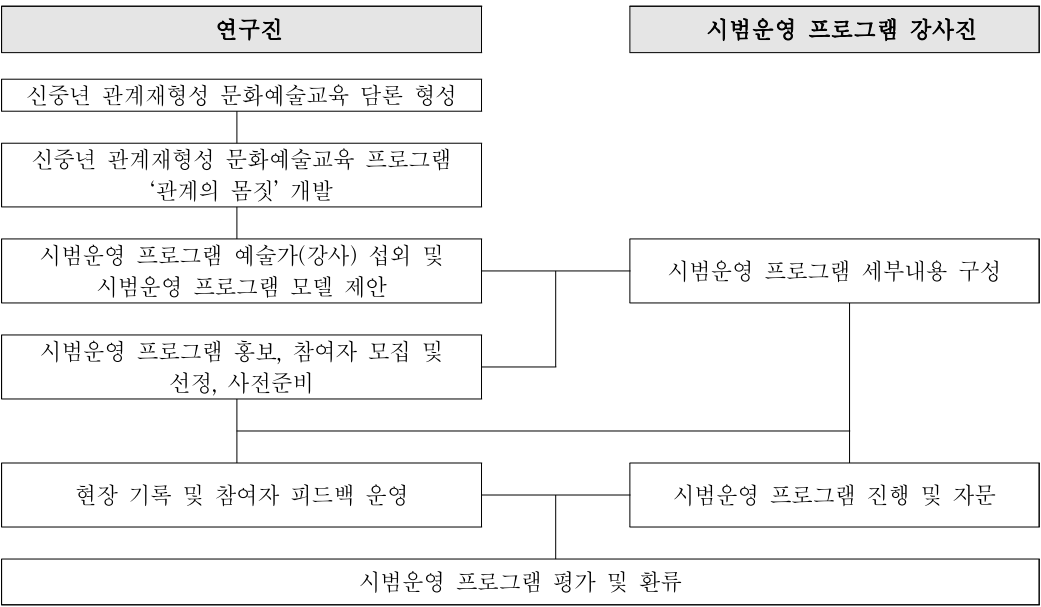 연구진
시범운영 프로그램 강사진
신중년 관계재형성 문화예술교육 담론 형성
신중년 관계재형성 문화예술교육 프로그램
‘관계의 몸짓’ 개발
시범운영 프로그램 예술가(강사) 섭외 및
시범운영 프로그램 모델 제안
시범운영 프로그램 세부내용 구성
시범운영 프로그램 홍보, 참여자 모집 및
선정, 사전준비
현장 기록 및 참여자 피드백 운영
시범운영 프로그램 진행 및 자문
시범운영 프로그램 평가 및 환류